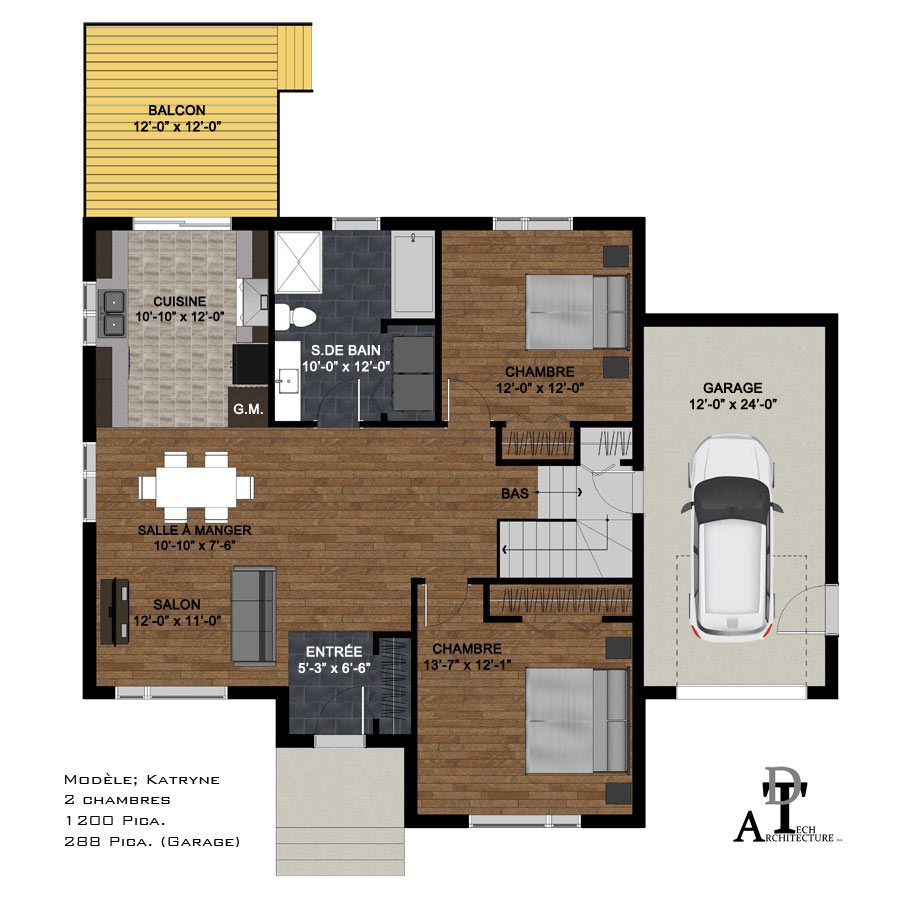 BALCON
12'-0" x 12'-0"
CUISINE
10'-10" x 12'-0"
S.DE BAIN
10'-0" x 12'-0"
CHAMBRE
12'-0" x 12'-0"
GARAGE
12'-0" x 24'-0"
G.M.
BAS
SALLE À MANGER
10'-10" x 7'-6"
SALON
12'-0" x 11'-0"
ENTRÉE
5'-3" x 6'-6"
CHAMBRE
13'-7" x 12'-1"
Modèle; Katryne
2 chambres
1200 Pica.
288 Pica. (Garage)
DT
TECH
ARCHITECTURE